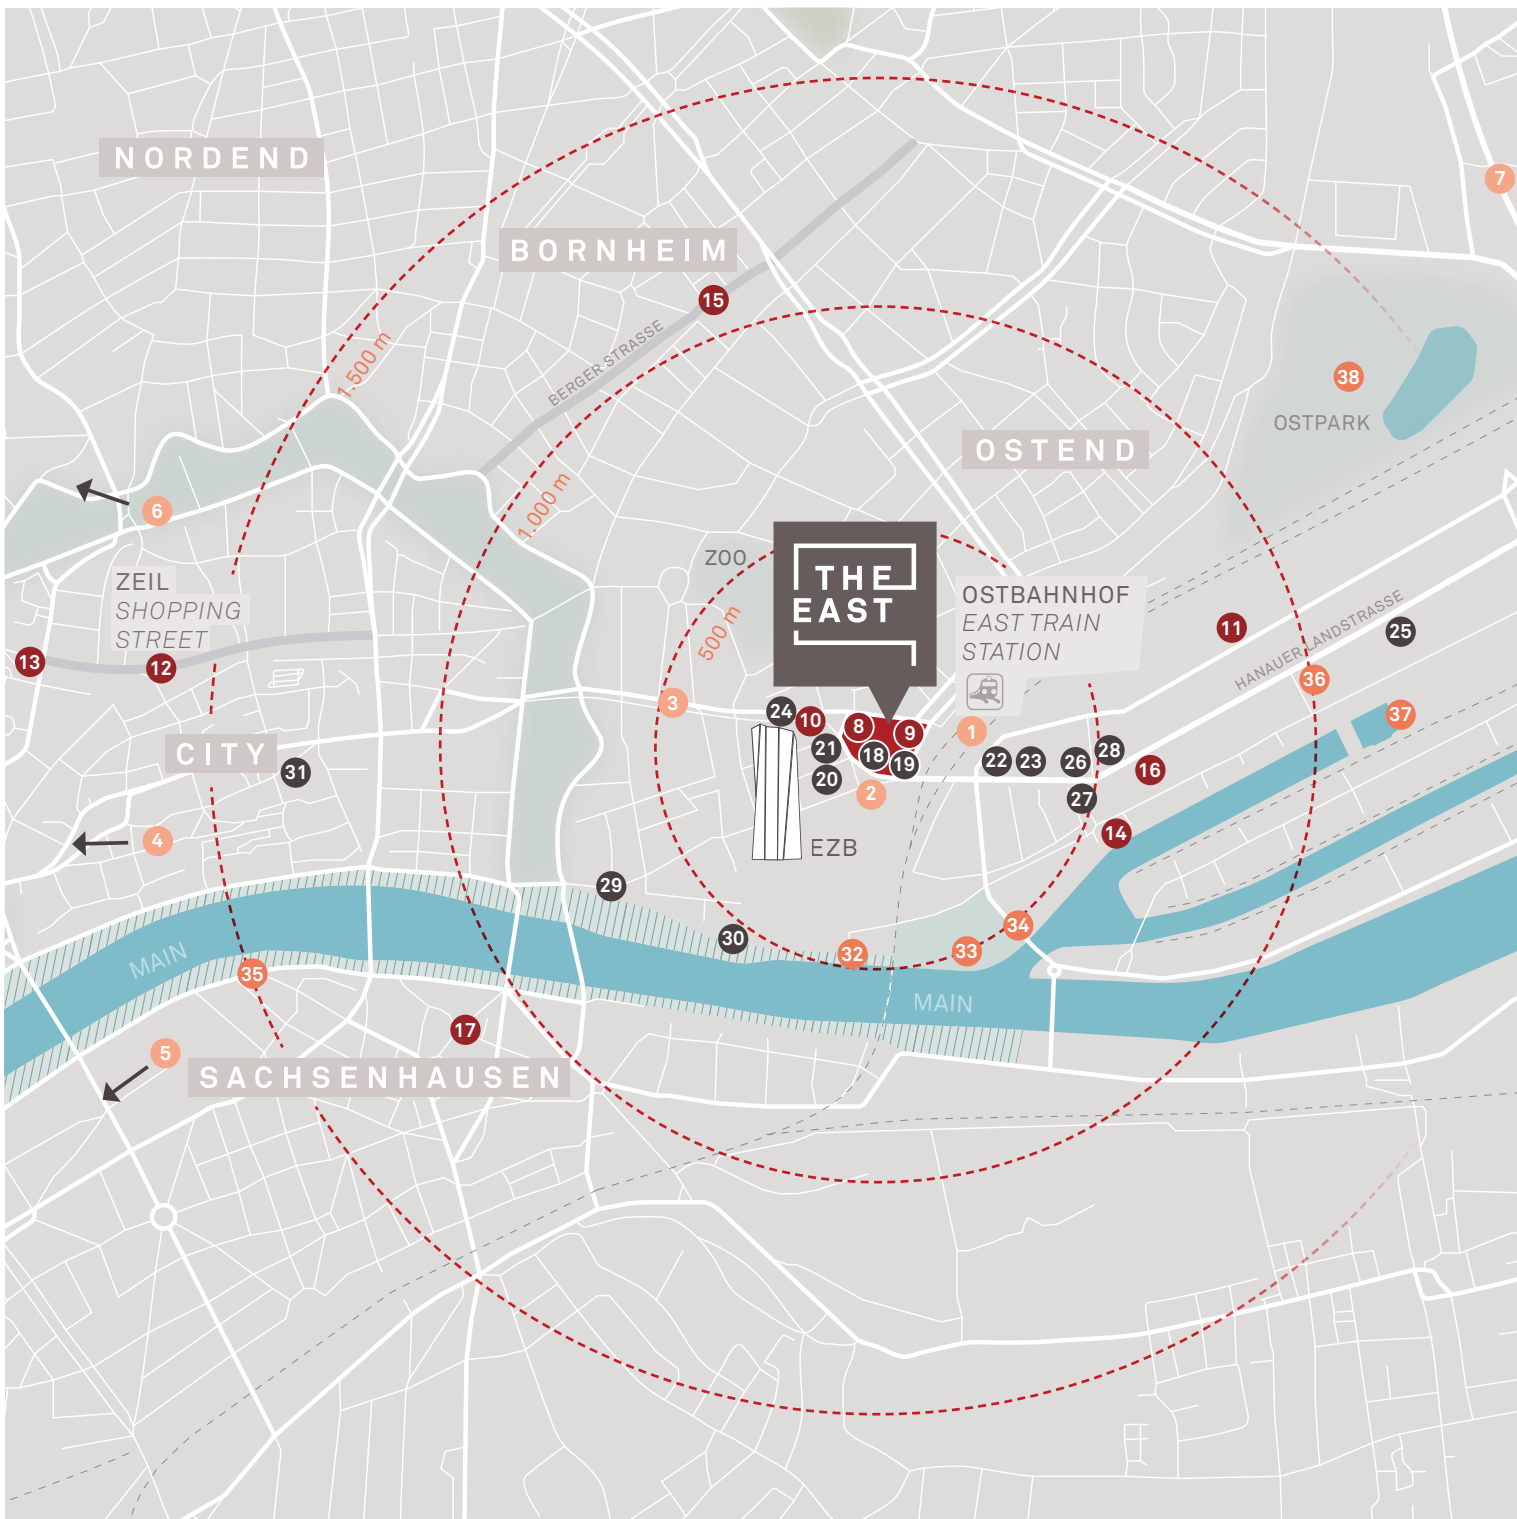 NORDEND
7
BORNHEIM
15
1.500 m
BERGER STRASSE
38
OSTPARK
OSTEND
1.000 m
6
ZOO
THE
EAST
ZEIL
SHOPPING
STREET
OSTBAHNHOF
EAST TRAIN
STATION
500 m
HANAUER LANDSTRASSE
11
25
13
12
36
3
24
10
8
9
1
37
21
18
19
22
23
26
28
16
CITY
31
20
2
27
4
14
EZB
29
34
30
32
33
MAIN
35
MAIN
17
5
SACHSENHAUSEN